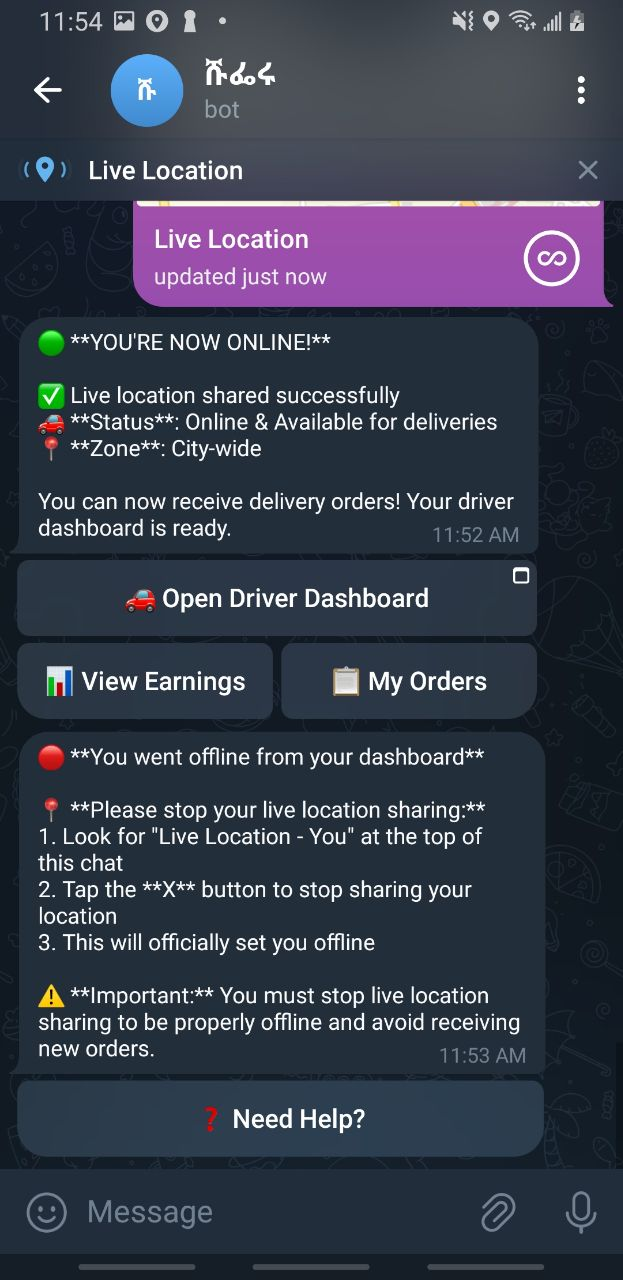 11:54
ሹፌሩ
ሹ
bot
Live Location
Live Location
updated just now
🟢 **YOU'RE NOW ONLINE!**
✅ Live location shared successfully
🚗 **Status**: Online & Available for deliveries
📍 **Zone**: City-wide
You can now receive delivery orders! Your driver
dashboard is ready.
11:52 AM
🚗 Open Driver Dashboard
📊 View Earnings
📋 My Orders
🔴 **You went offline from your dashboard**
📍 **Please stop your live location sharing:**
1. Look for "Live Location - You" at the top of
this chat
2. Tap the **X** button to stop sharing your
location
3. This will officially set you offline
⚠️ **Important:** You must stop live location
sharing to be properly offline and avoid receiving
new orders.
11:53 AM
❓ Need Help?
Message